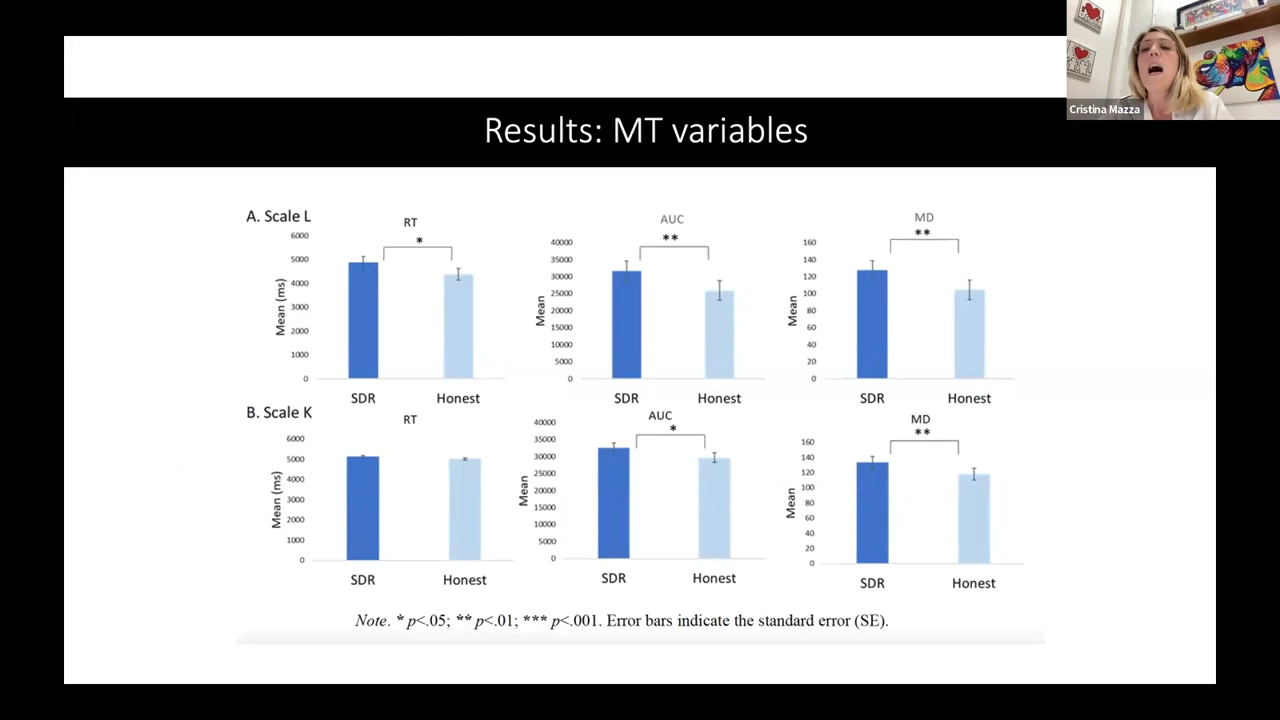 Cristina Mazza
Results: MT variables
A. Scale L
RT
*
6000
5000
4000
3000
2000
1000
0
Mean (ms)
SDR Honest
AUC
**
40000
35000
30000
25000
20000
15000
10000
5000
0
Mean
SDR Honest
MD
**
160
140
120
100
80
60
40
20
0
Mean
SDR Honest
B. Scale K
RT
6000
5000
4000
3000
2000
1000
0
Mean (ms)
SDR Honest
AUC
*
40000
35000
30000
25000
20000
15000
10000
5000
0
Mean
SDR Honest
MD
**
160
140
120
100
80
60
40
20
0
Mean
SDR Honest
Note. * p<.05; ** p<.01; *** p<.001. Error bars indicate the standard error (SE).